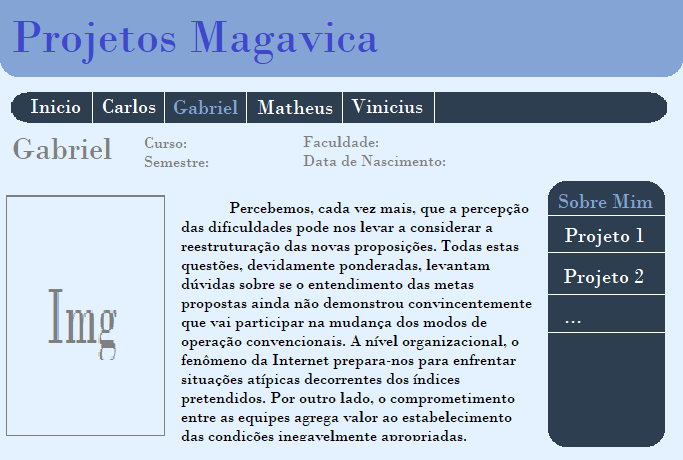 Projetos Magavica
Inicio Carlos Gabriel Matheus Vinicius
Gabriel
Curso:
Semestre:
Faculdade:
Data de Nascimento:
Img
Percebemos, cada vez mais, que a percepção
das dificuldades pode nos levar a considerar a
reestruturação das novas proposições. Todas estas
questões, devidamente ponderadas, levantam
dúvidas sobre se o entendimento das metas
propostas ainda não demonstrou convincentemente
que vai participar na mudança dos modos de
operação convencionais. A nível organizacional, o
fenômeno da Internet prepara-nos para enfrentar
situações atípicas decorrentes dos índices
pretendidos. Por outro lado, o comprometimento
entre as equipes agrega valor ao estabelecimento
das condições inegavelmente apropriadas.
Sobre Mim
Projeto 1
Projeto 2
...